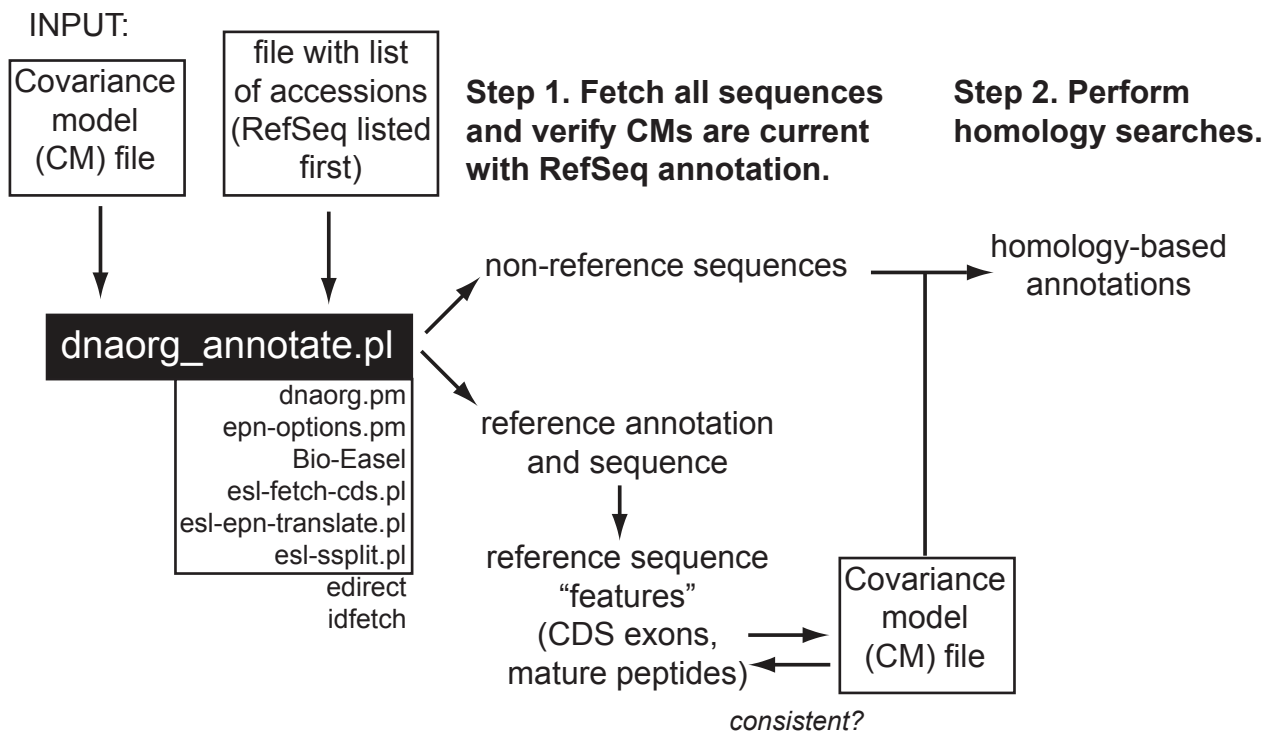 INPUT:
Covariance
model
(CM) file
file with list
of accessions
(RefSeq listed
first)
Step 1. Fetch all sequences
and verify CMs are current
with RefSeq annotation.
Step 2. Perform
homology searches.
non-reference sequences
homology-based
annotations
dnaorg_annotate.pl
dnaorg.pm
epn-options.pm
Bio-Easel
esl-fetch-cds.pl
esl-epn-translate.pl
esl-ssplit.pl
edirect
idfetch
reference annotation
and sequence
reference sequence
“features”
(CDS exons,
mature peptides)
Covariance
model
(CM) file
consistent?